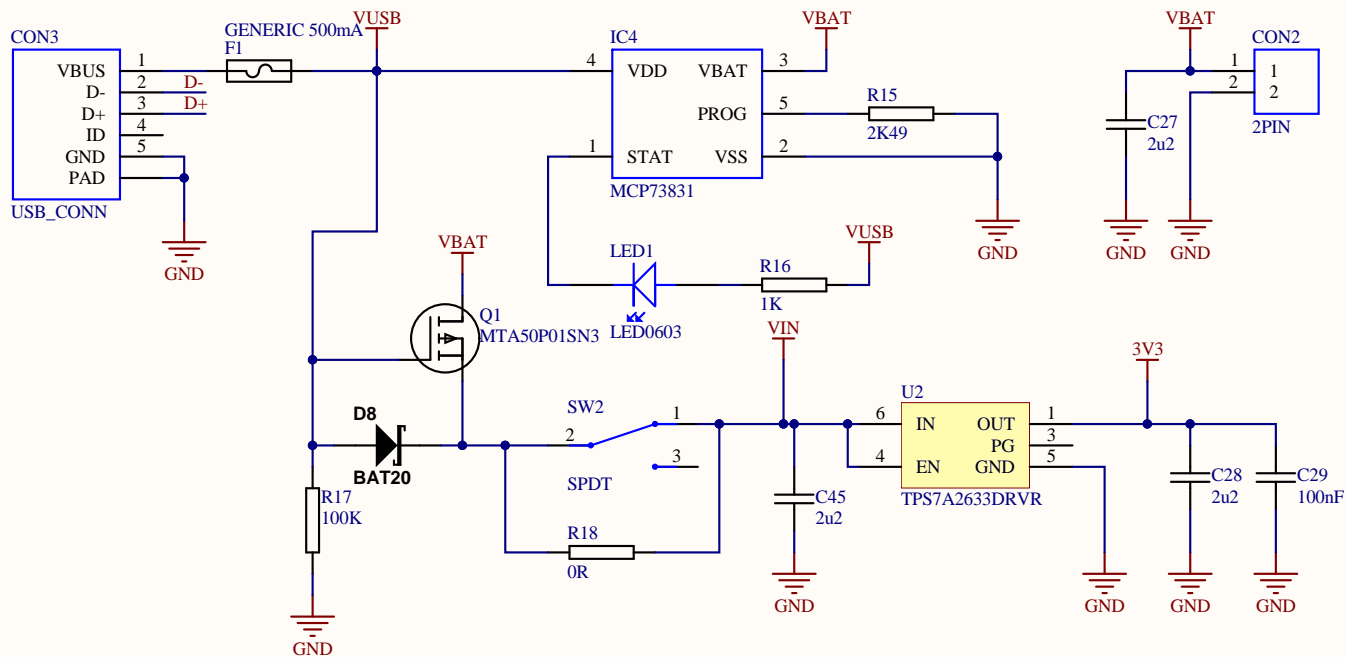 CON3
VBUS 1
D- 2 D-
D+ 3 D+
ID 4
GND 5
PAD
USB_CONN
GND
GENERIC 500mA
F1
VUSB
IC4
4 VDD VBAT 3
PROG 5
1 STAT VSS 2
MCP73831
VBAT
R15
2K49
GND
VBAT
CON2
1 1
2 2
2PIN
C27
2u2
GND
GND
LED1
LED0603
R16
1K
VUSB
VBAT
Q1
MTA50P01SN3
D8
BAT20
R17
100K
GND
SW2
2
1
3
SPDT
R18
0R
VIN
C45
2u2
GND
U2
6 IN OUT 1
PG 3
4 EN GND 5
TPS7A2633DRVR
GND
3V3
C28
2u2
GND
C29
100nF
GND